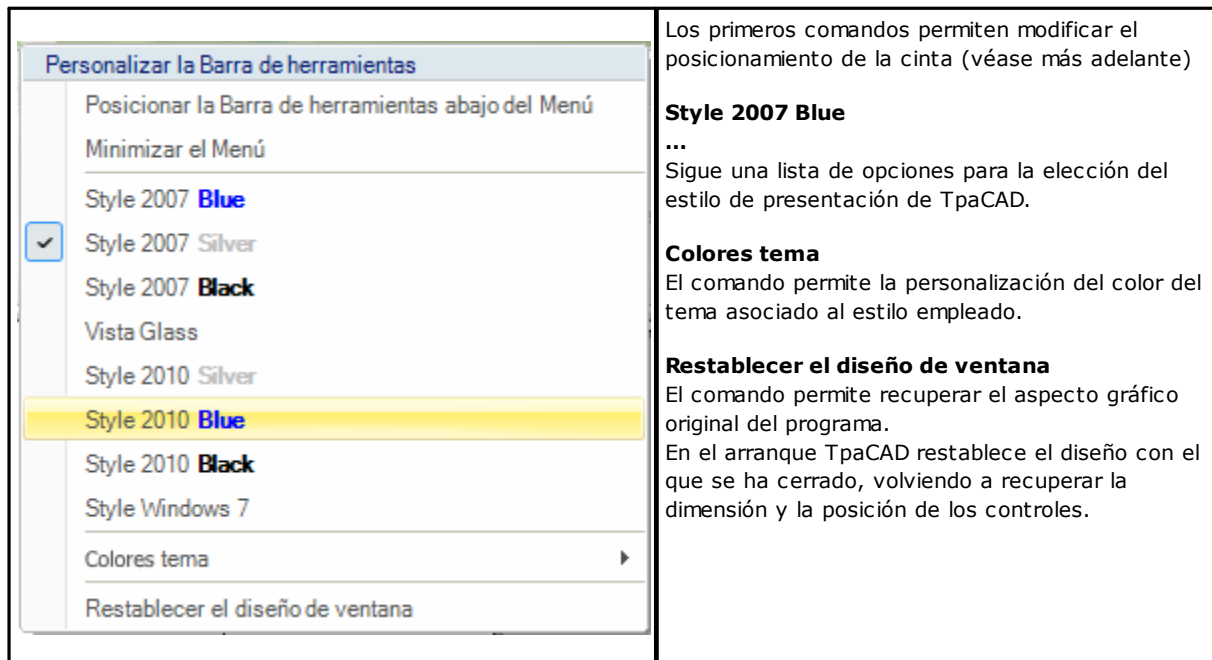 Personalizar la Barra de herramientas
Posicionar la Barra de herramientas abajo del Menú
Minimizar el Menú
Style 2007 Blue
Style 2007 Silver
Style 2007 Black
Vista Glass
Style 2010 Silver
Style 2010 Blue
Style 2010 Black
Style Windows 7
Colores tema
Restablecer el diseño de ventana
Los primeros comandos permiten modificar el
posicionamiento de la cinta (véase más adelante)
Style 2007 Blue
...
Sigue una lista de opciones para la elección del
estilo de presentación de TpaCAD.
Colores tema
El comando permite la personalización del color del
tema asociado al estilo empleado.
Restablecer el diseño de ventana
El comando permite recuperar el aspecto gráfico
original del programa.
En el arranque TpaCAD restablece el diseño con el
que se ha cerrado, volviendo a recuperar la
dimensión y la posición de los controles.